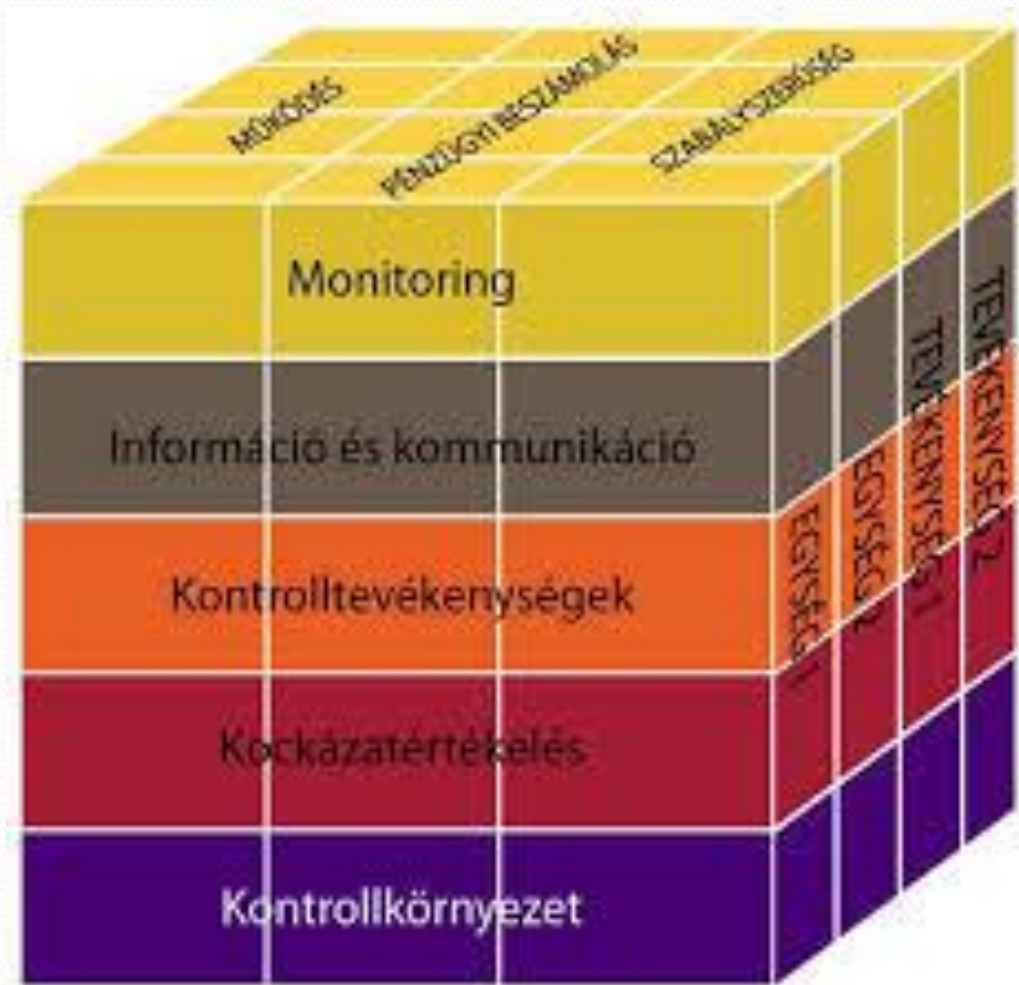 MŰKÖDÉS
PÉNZÜGYI BESZÁMOLÁS
SZABÁLYSZERŰSÉG
Monitoring
Információ és kommunikáció
Kontrolltevékenységek
Kockázatértékelés
Kontrollkörnyezet
EGYSÉG 1
EGYSÉG 2
TEVÉKENYSÉG 1
TEVÉKENYSÉG 2